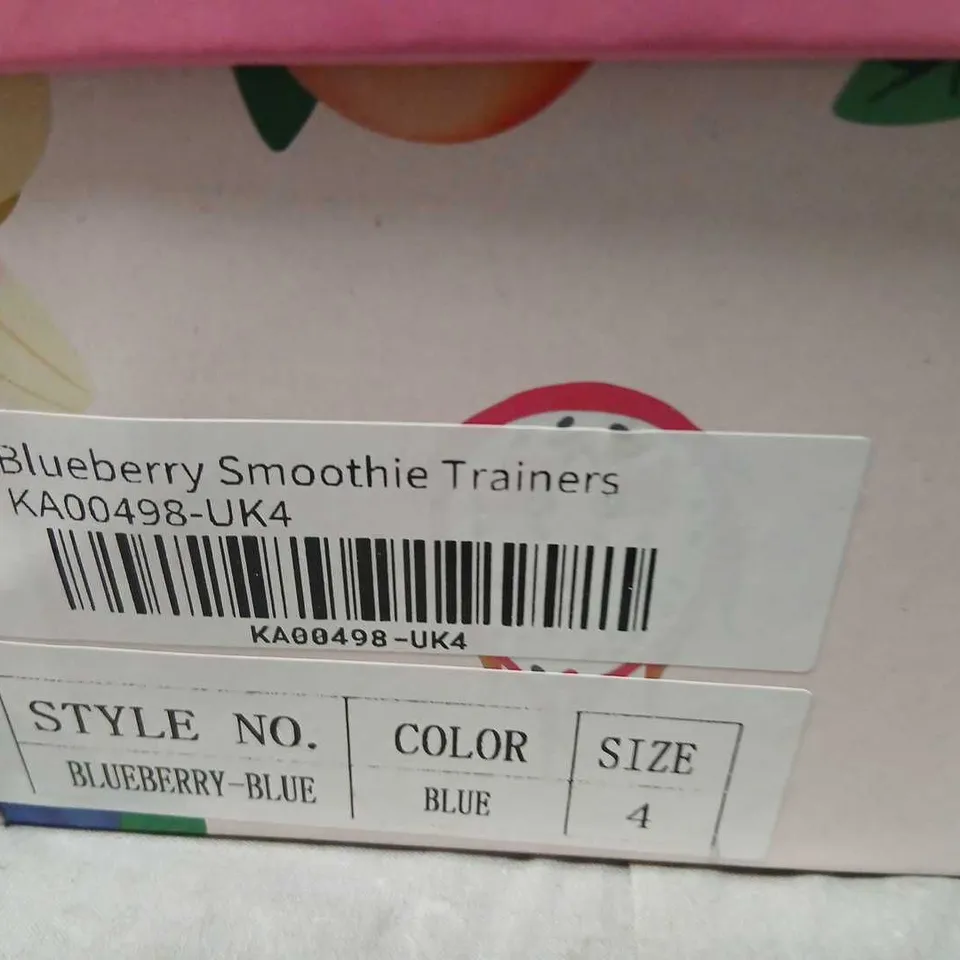 Blueberry Smoothie Trainers
KA00498-UK4
KA00498-UK4
STYLE NO. COLOR SIZE
BLUEBERRY-BLUE BLUE 4